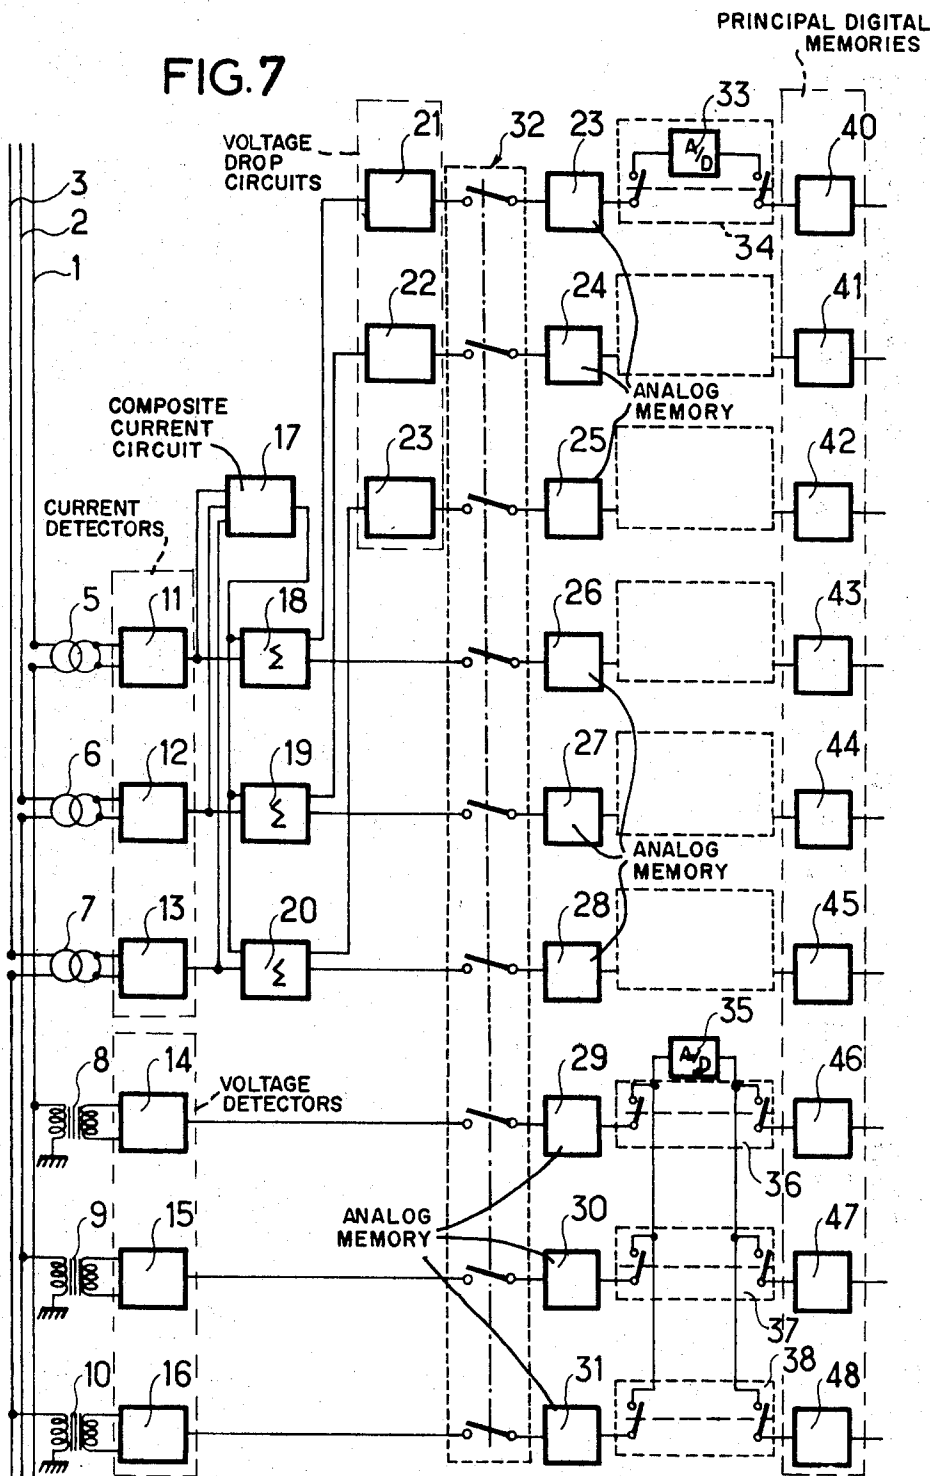 PRINCIPAL DIGITAL
MEMORIES
FIG.7
VOLTAGE
DROP
CIRCUITS
21
32
23
33
A/D
40
34
3
2
1
22
24
41
ANALOG
MEMORY
COMPOSITE
CURRENT
CIRCUIT
17
23
25
42
CURRENT
DETECTORS
5
11
18
Σ
26
43
6
12
19
Σ
27
44
ANALOG
MEMORY
7
13
20
Σ
28
45
8
14
VOLTAGE
DETECTORS
29
35
A/D
46
36
9
15
ANALOG
MEMORY
30
47
37
10
16
31
38
48